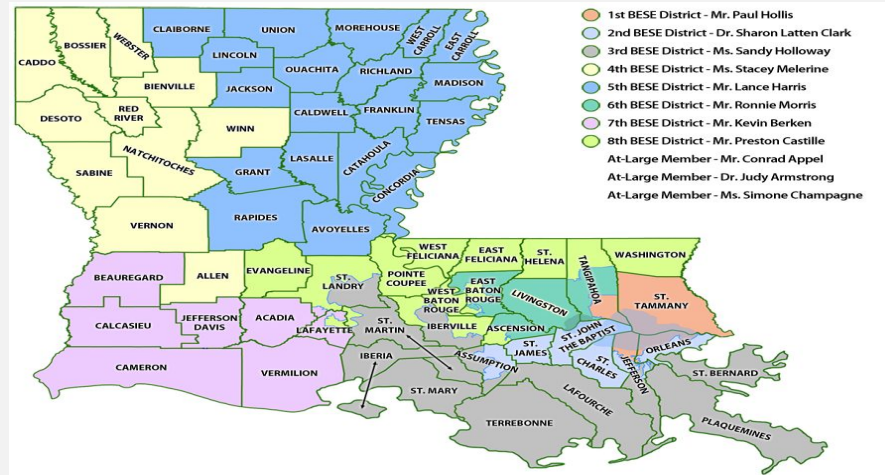 CLAIBORNE
UNION
MOREHOUSE
WEST
CARROLL
EAST
CARROLL
BOSSIER
WEBSTER
CADDO
LINCOLN
OUACHITA
RICHLAND
MADISON
BIENVILLE
JACKSON
RED
RIVER
CALDWELL
FRANKLIN
DESOTO
TENSAS
WINN
NATCHITOCHES
LASALLE
CATAHOULA
SABINE
GRANT
CONCORDIA
RAPIDES
VERNON
AVOYELLES
1st BESE District - Mr. Paul Hollis
2nd BESE District - Dr. Sharon Latten Clark
3rd BESE District - Ms. Sandy Holloway
4th BESE District - Ms. Stacey Melerine
5th BESE District - Mr. Lance Harris
6th BESE District - Mr. Ronnie Morris
7th BESE District - Mr. Kevin Berken
8th BESE District - Mr. Preston Castille
At-Large Member - Mr. Conrad Appel
At-Large Member - Dr. Judy Armstrong
At-Large Member - Ms. Simone Champagne
WEST
FELICIANA
EAST
FELICIANA
ST.
HELENA
TANGIPAHOA
WASHINGTON
BEAUREGARD
ALLEN
EVANGELINE
ST.
LANDRY
POINTE
COUPEE
WEST
BATON
ROUGE
EAST
BATON
ROUGE
LIVINGSTON
ST.
TAMMANY
CALCASIEU
JEFFERSON
DAVIS
ACADIA
LAFAYETTE
ST.
MARTIN
IBERVILLE
ASCENSION
ST. JOHN
THE BAPTIST
ST.
JAMES
ST.
CHARLES
JEFFERSON
ORLEANS
CAMERON
VERMILION
IBERIA
ASSUMPTION
ST. BERNARD
ST. MARY
LAFOURCHE
TERREBONNE
PLAQUEMINES